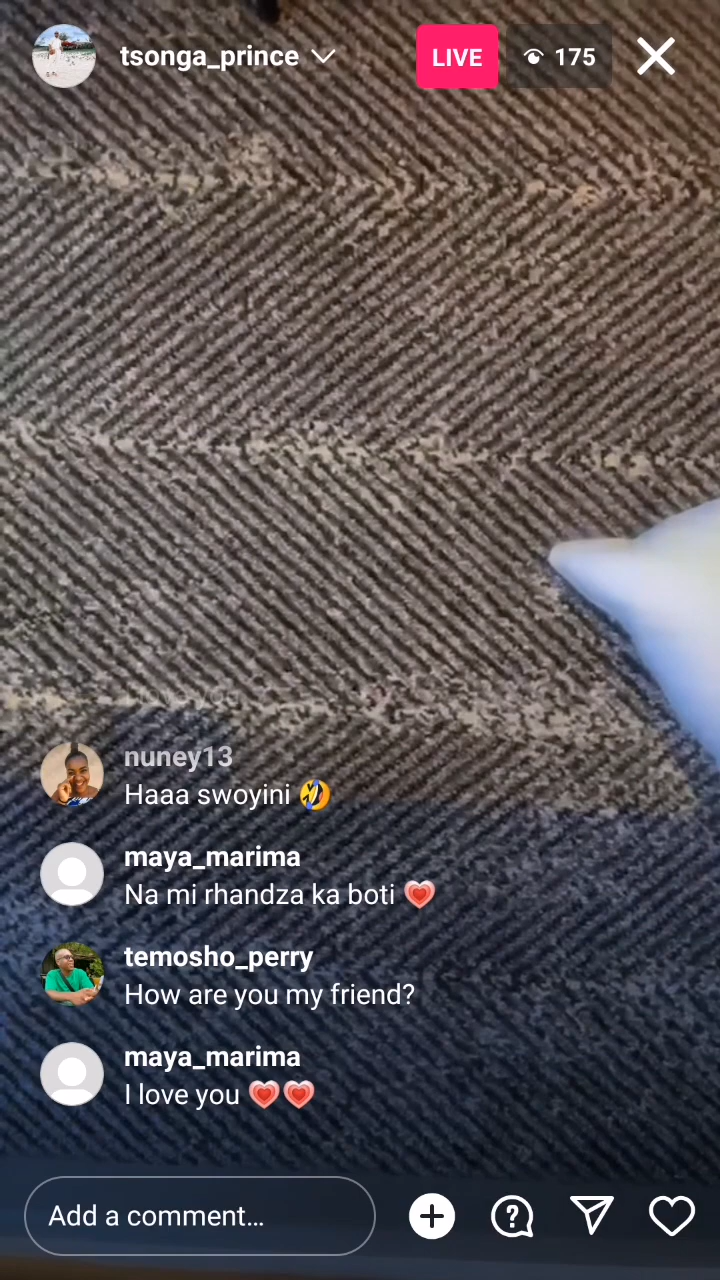 tsonga_prince
LIVE
175
nuney13
Haaa swoyini 🤣
maya_marima
Na mi rhandza ka boti 💗
temosho_perry
How are you my friend?
maya_marima
I love you 💗💗
Add a comment...